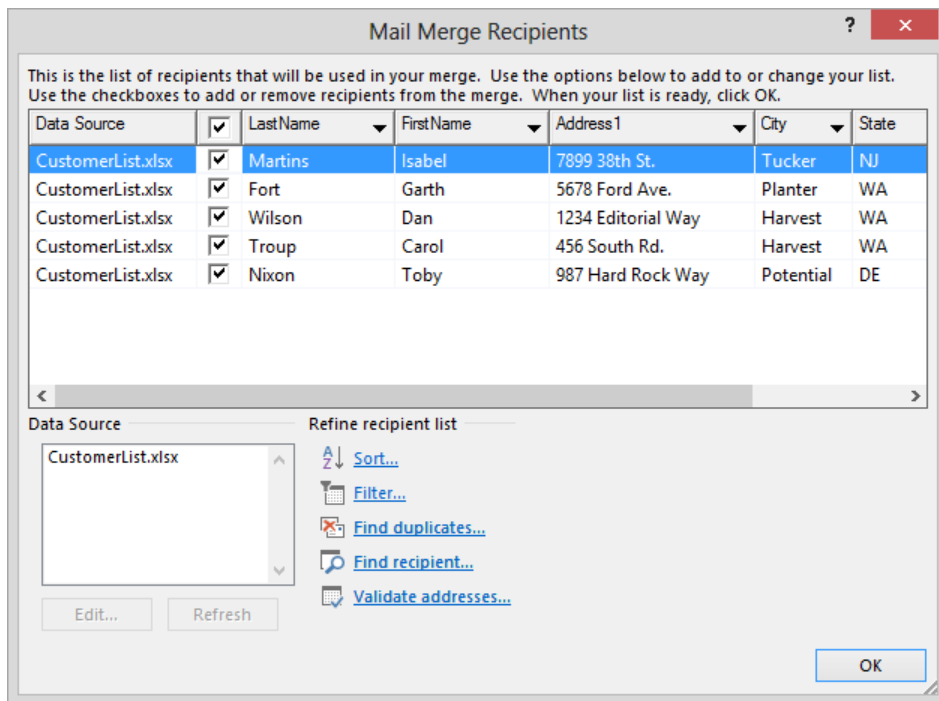 Mail Merge Recipients ?
This is the list of recipients that will be used in your merge. Use the options below to add to or change your list.
Use the checkboxes to add or remove recipients from the merge. When your list is ready, click OK.
Data Source LastName FirstName Address1 City State
CustomerList.xlsx Martins Isabel 7899 38th St. Tucker NJ
CustomerList.xlsx Fort Garth 5678 Ford Ave. Planter WA
CustomerList.xlsx Wilson Dan 1234 Editorial Way Harvest WA
CustomerList.xlsx Troup Carol 456 South Rd. Harvest WA
CustomerList.xlsx Nixon Toby 987 Hard Rock Way Potential DE
Data Source
CustomerList.xlsx
Edit... Refresh
Refine recipient list
Sort...
Filter...
Find duplicates...
Find recipient...
Validate addresses...
OK